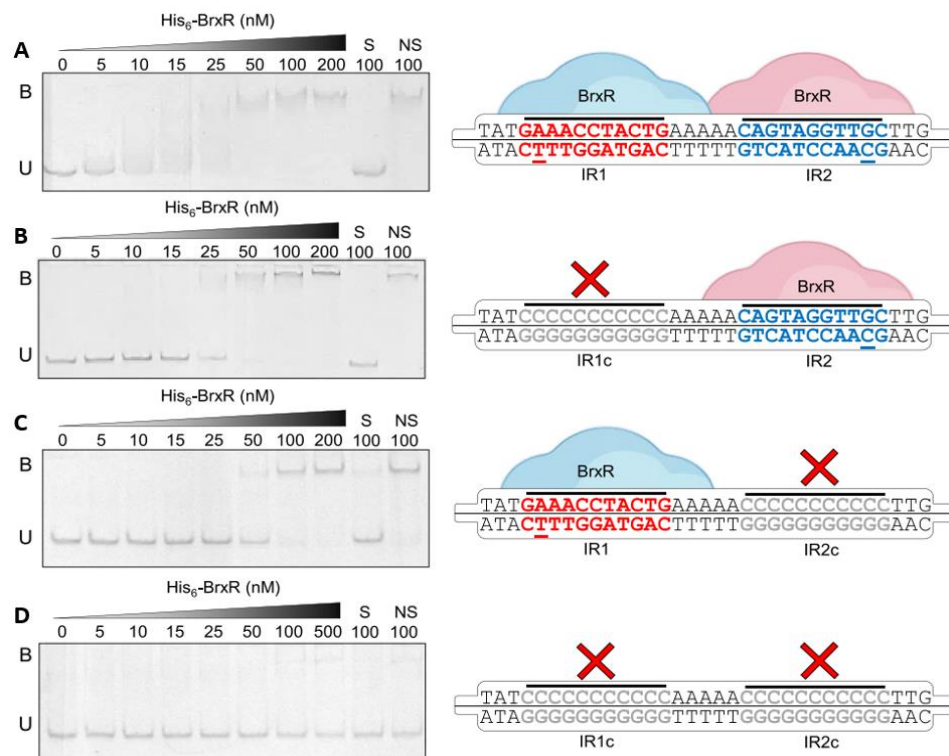 His₆-BrxR (nM)
A S NS
0 5 10 15 25 50 100 200 100 100
B
U
BrxR BrxR
TATGAAACCTACTGAAAAACAGTAGGTTGCTTG
ATACTTTGGATGACTTTTTGTCATCCAACGAAC
IR1 IR2
His₆-BrxR (nM)
B S NS
0 5 10 15 25 50 100 200 100 100
B
U
BrxR
TATCCCCCCCCCCCAAAAACAGTAGGTTGCTTG
ATAGGGGGGGGGGGTTTTTGTCATCCAACGAAC
IR1c IR2
His₆-BrxR (nM)
C S NS
0 5 10 15 25 50 100 200 100 100
B
U
BrxR
TATGAAACCTACTGAAAAACCCCCCCCCCCTTG
ATACTTTGGATGACTTTTTGGGGGGGGGGGAAC
IR1 IR2c
His₆-BrxR (nM)
D S NS
0 5 10 15 25 50 100 500 100 100
B
U
TATCCCCCCCCCCCAAAAACCCCCCCCCCCTTG
ATAGGGGGGGGGGGTTTTTGGGGGGGGGGGAAC
IR1c IR2c